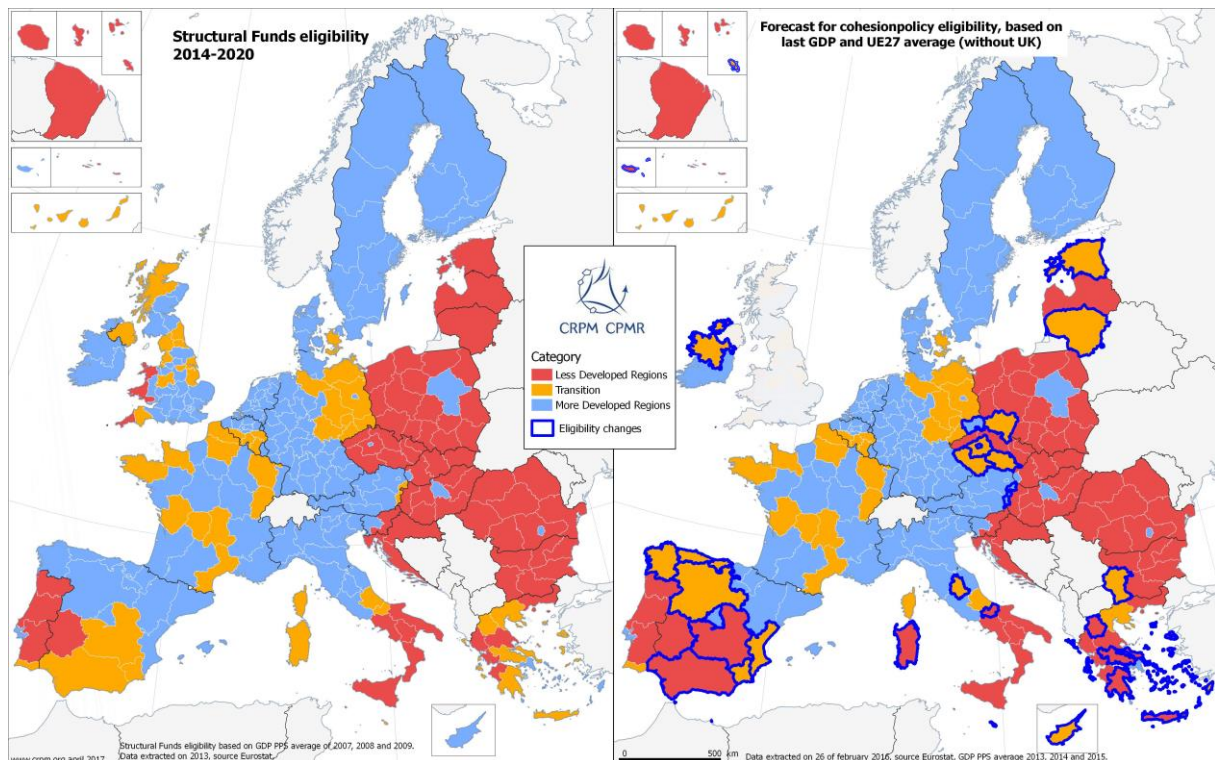 Structural Funds eligibility
2014-2020
Forecast for cohesionpolicy eligibility, based on
last GDP and UE27 average (without UK)
CRPM CPMR
Category
Less Developed Regions
Transition
More Developed Regions
Eligibility changes
Structural Funds eligibility based on GDP PPS average of 2007, 2008 and 2009.
www.crpm.org april 2017 Data extracted on 2013, source Eurostat.
0 500 km
Data extracted on 26 of february 2016, source Eurostat, GDP PPS average 2013, 2014 and 2015.